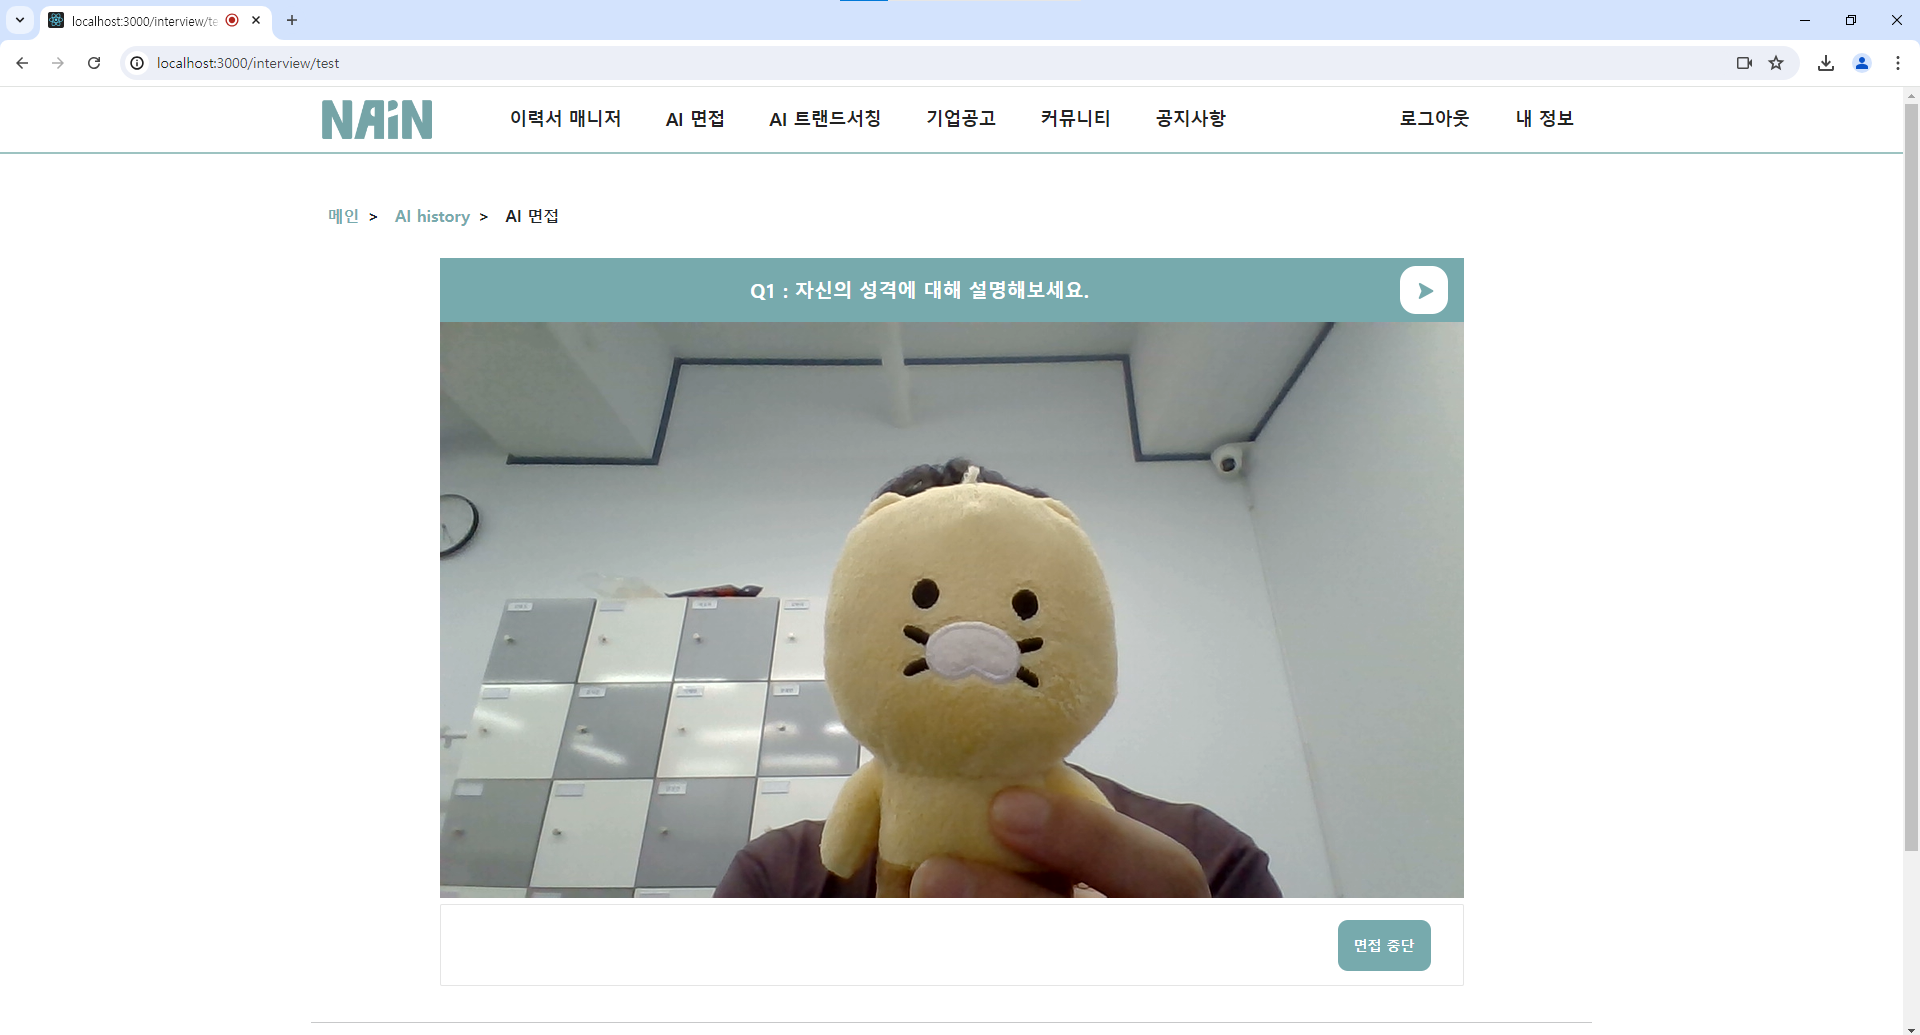 localhost:3000/interview/te
localhost:3000/interview/test
NAiN
이력서 매니저
AI 면접
AI 트랜드서칭
기업공고
커뮤니티
공지사항
로그아웃
내 정보
메인 > AI history > AI 면접
Q1 : 자신의 성격에 대해 설명해보세요.
면접 중단